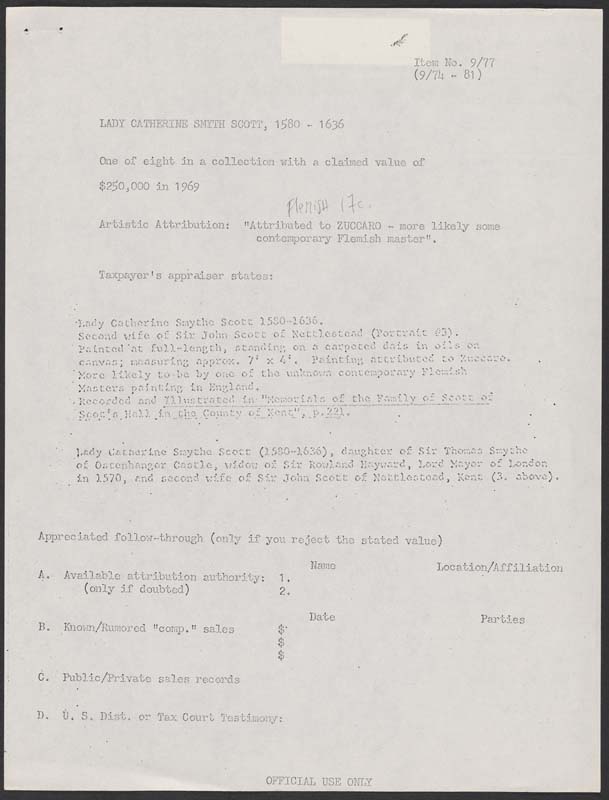 Item No. 9/77
(9/74 - 81)
LADY CATHERINE SMYTH SCOTT, 1580 - 1636
One of eight in a collection with a claimed value of
$250,000 in 1969
Flemish 17c.
Artistic Attribution: "Attributed to ZUCCARO - more likely some
contemporary Flemish master".
Taxpayer's appraiser states:
Lady Catherine Smythe Scott 1580-1636.
Second wife of Sir John Scott of Nettlestead (Portrait #3).
Painted at full-length, standing on a carpeted dais in oils on
canvas; measuring approx. 7' x 4'. Painting attributed to Zuccaro.
More likely to be by one of the unknown contemporary Flemish
Masters painting in England.
Recorded and Illustrated in "Memorials of the Family of Scott of
Scot's Hall in the County of Kent", p.221.
Lady Catherine Smythe Scott (1580-1636), daughter of Sir Thomas Smythe
of Ostenhanger Castle, widow of Sir Rowland Hayward, Lord Mayor of London
in 1570, and second wife of Sir John Scott of Nettlestead, Kent (3. above).
Appreciated follow-through (only if you reject the stated value)
Name Location/Affiliation
A. Available attribution authority: 1.
(only if doubted) 2.
Date Parties
B. Known/Rumored "comp." sales $
$
$
C. Public/Private sales records
D. U. S. Dist. or Tax Court Testimony:
OFFICIAL USE ONLY